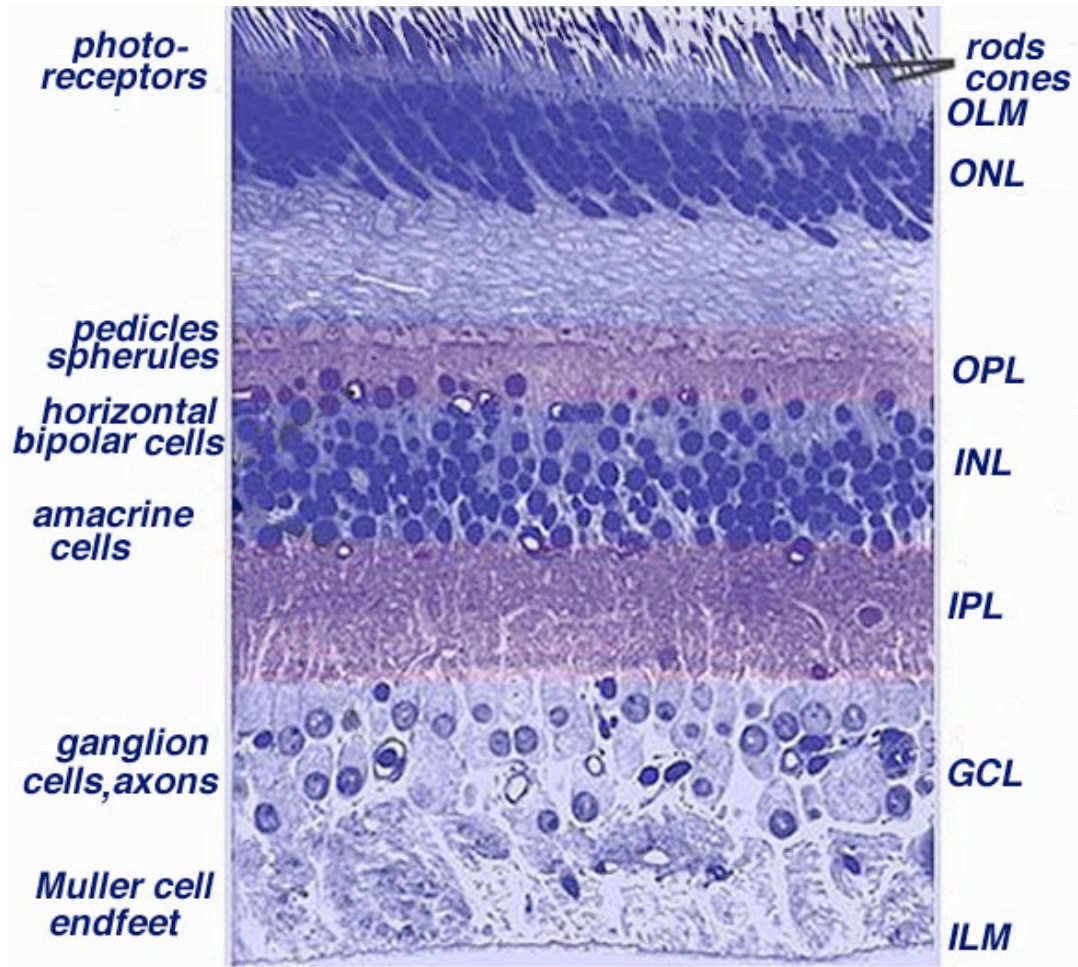 photo-
receptors
pedicles
spherules
horizontal
bipolar cells
amacrine
cells
ganglion
cells,axons
Muller cell
endfeet
rods
cones
OLM
ONL
OPL
INL
IPL
GCL
ILM